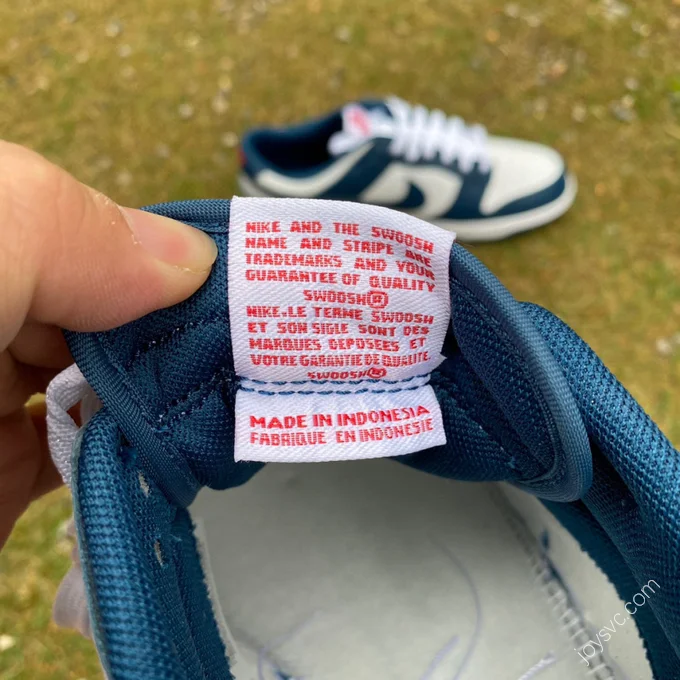 NIKE AND THE SWOOSH
NAME AND STRIPE ARE
TRADEMARKS AND YOUR
GUARANTEE OF QUALITY
SWOOSH®
NIKE.LE TERME SWOOSH
ET SON SIGLE SONT DES
MARQUES DEPOSEES ET
VOTRE GARANTIE DE QUALITE.
SWOOSH®
MADE IN INDONESIA
FABRIQUE EN INDONESIE
joysvc.com